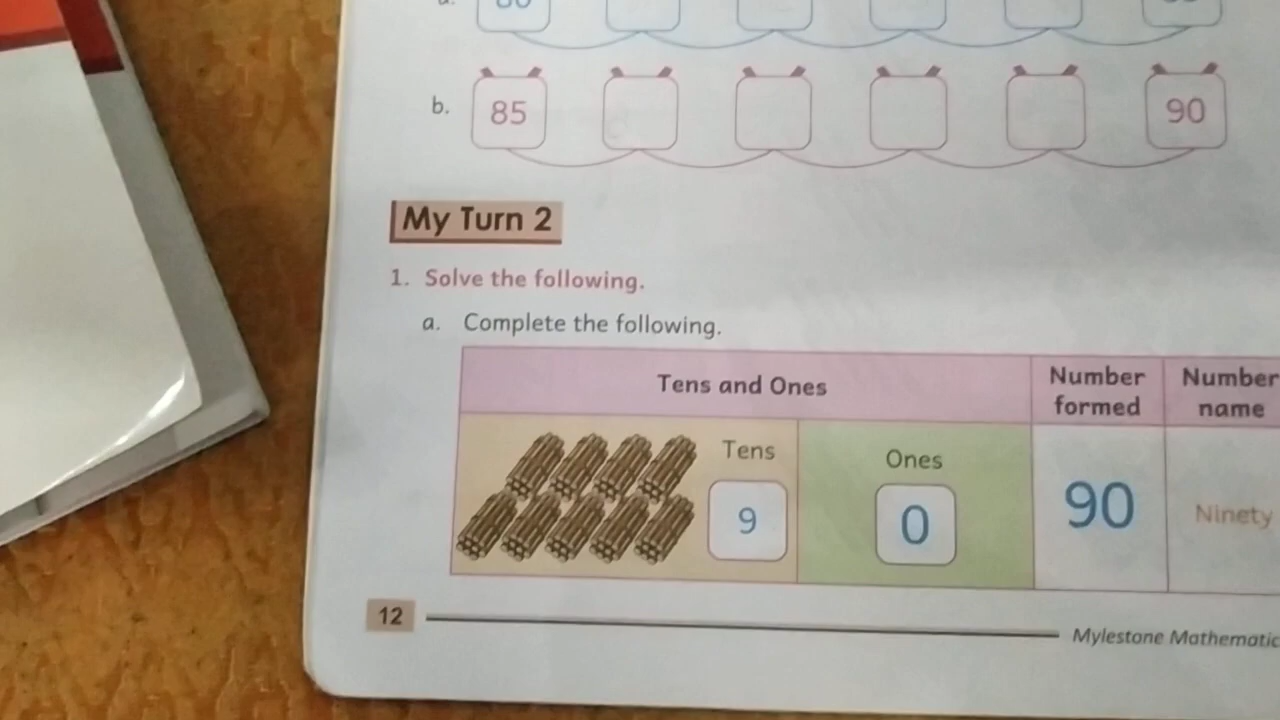 b. 85 90
My Turn 2
1. Solve the following.
a. Complete the following.
Tens and Ones Number formed Number name
Tens Ones
9 0 90 Ninety
12
Mylestone